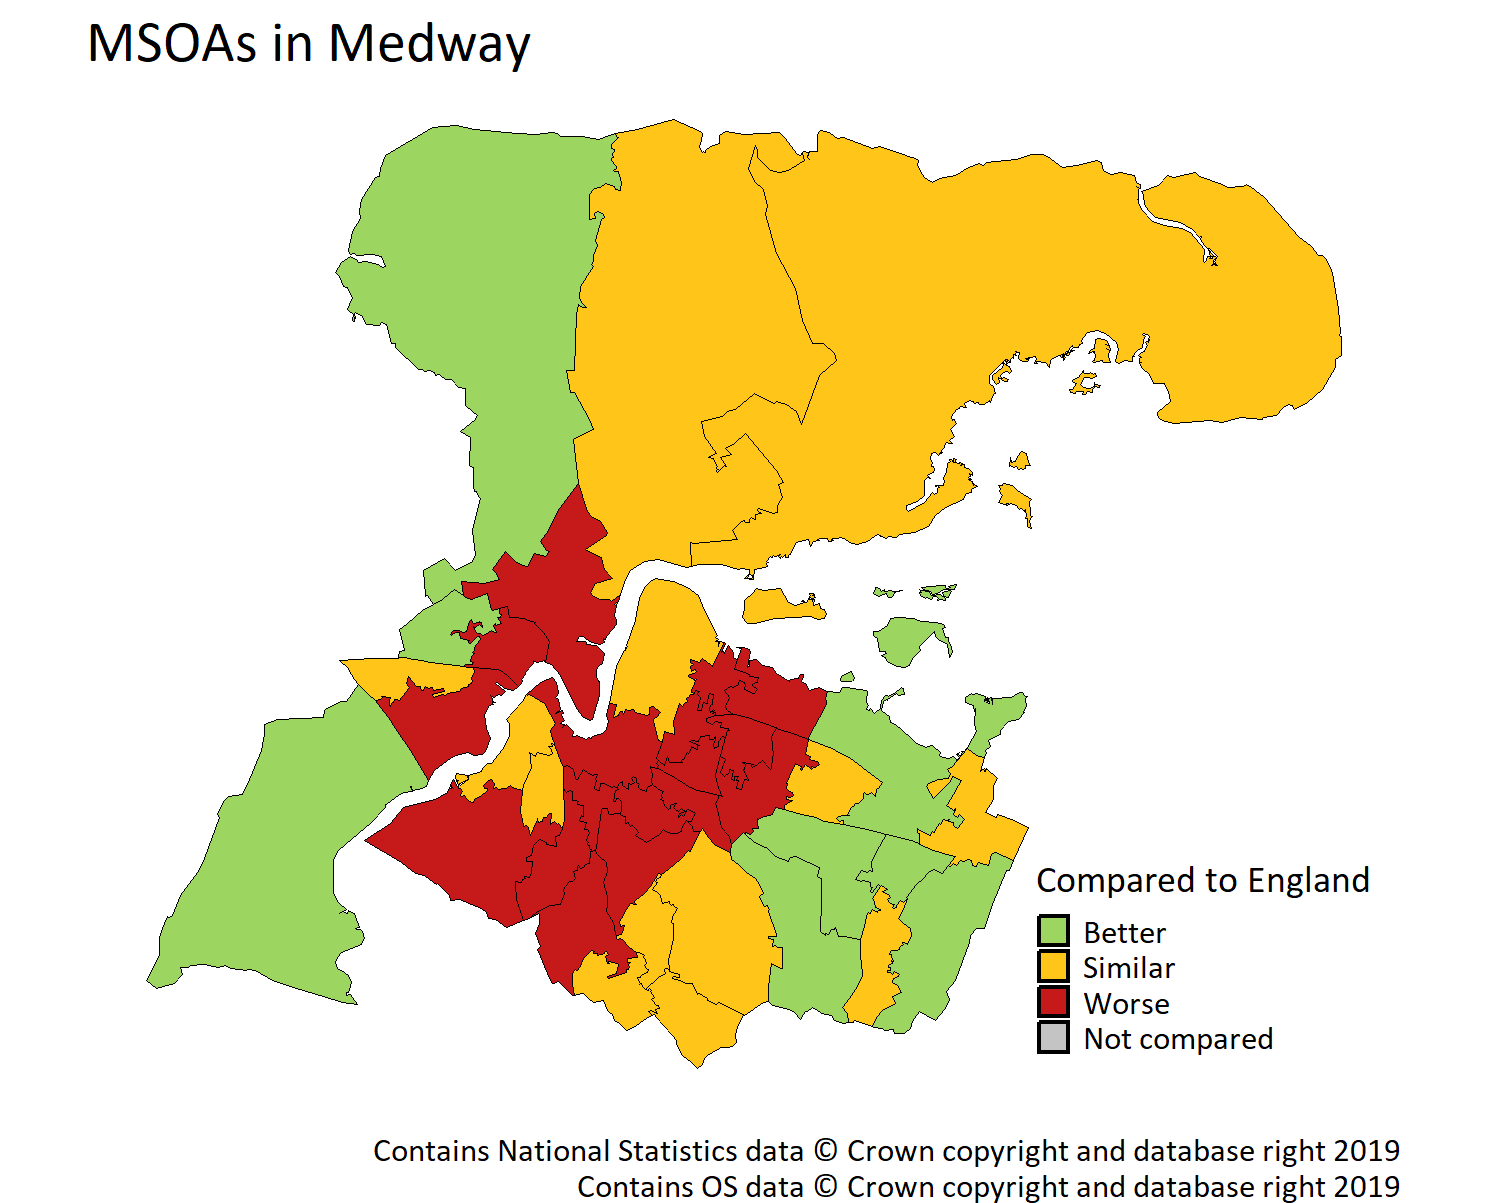 MSOAs in Medway
Compared to England
Better
Similar
Worse
Not compared
Contains National Statistics data © Crown copyright and database right 2019
Contains OS data © Crown copyright and database right 2019